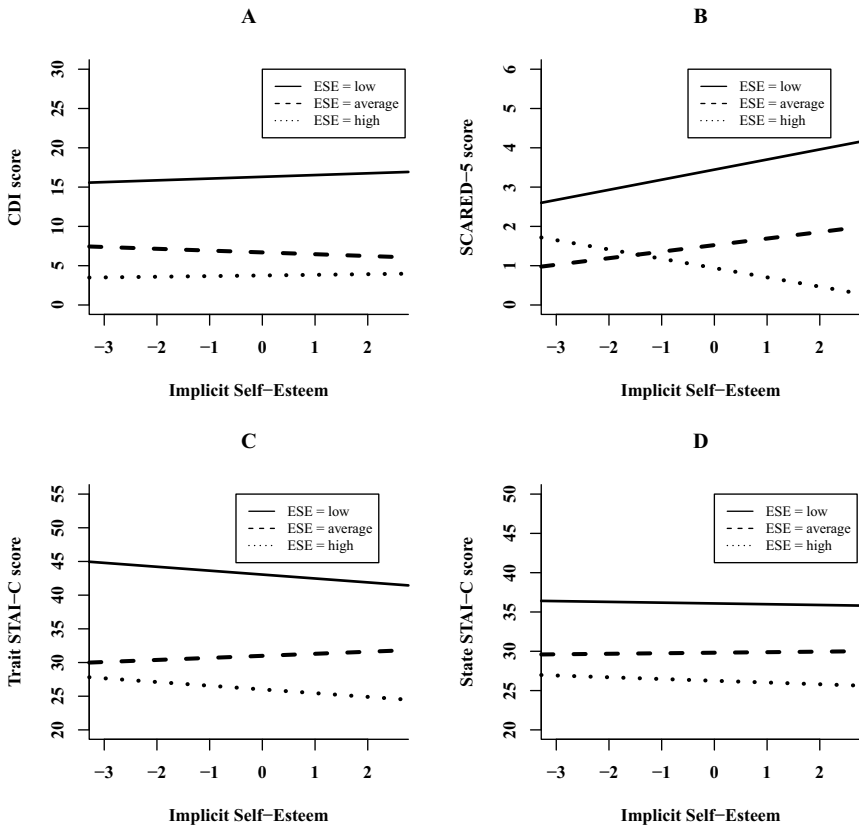 A
CDI score
30
25
20
15
10
5
0
ESE = low
ESE = average
ESE = high
−3 −2 −1 0 1 2
Implicit Self−Esteem
B
SCARED−5 score
6
5
4
3
2
1
0
ESE = low
ESE = average
ESE = high
−3 −2 −1 0 1 2
Implicit Self−Esteem
C
Trait STAI−C score
55
50
45
40
35
30
25
20
ESE = low
ESE = average
ESE = high
−3 −2 −1 0 1 2
Implicit Self−Esteem
D
State STAI−C score
50
45
40
35
30
25
20
ESE = low
ESE = average
ESE = high
−3 −2 −1 0 1 2
Implicit Self−Esteem